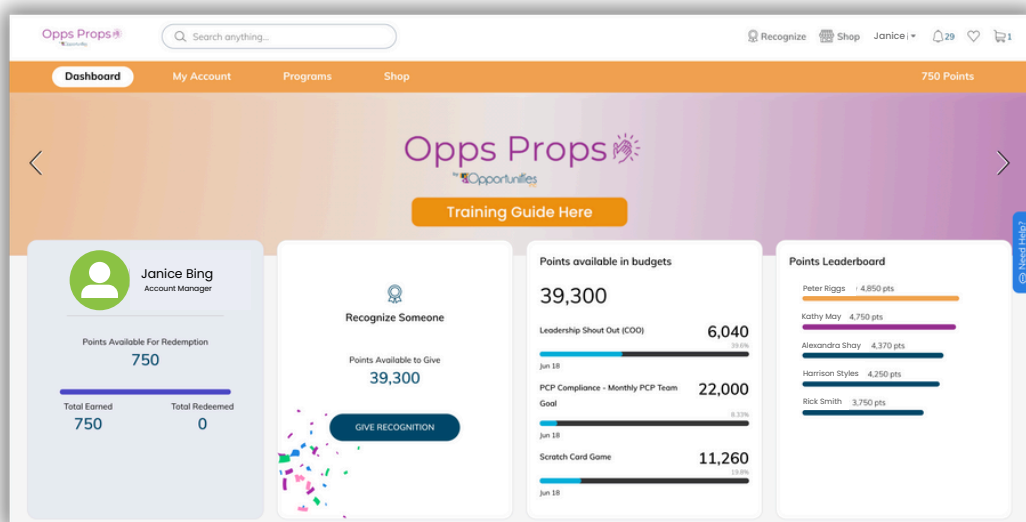 Opps Props
Search anything...
Recognize
Shop
Janice
29
1
Dashboard
My Account
Programs
Shop
750 Points
Opps Props
by Opportunities
Training Guide Here
Need Help?
Janice Bing
Account Manager
Points Available For Redemption
750
Total Earned
Total Redeemed
750
0
Recognize Someone
Points Available to Give
39,300
GIVE RECOGNITION
Points available in budgets
39,300
Leadership Shout Out (COO)
6,040
39.6%
Jun 18
PCP Compliance - Monthly PCP Team
Goal
22,000
8.33%
Jun 18
Scratch Card Game
11,260
19.8%
Jun 18
Points Leaderboard
Peter Riggs 4,850 pts
Kathy May 4,750 pts
Alexandra Shay 4,370 pts
Harrison Styles 4,250 pts
Rick Smith 3,750 pts